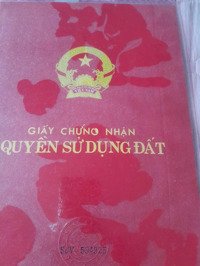 GIẤY CHỨNG NHẬN
QUYỀN SỬ DỤNG ĐẤT